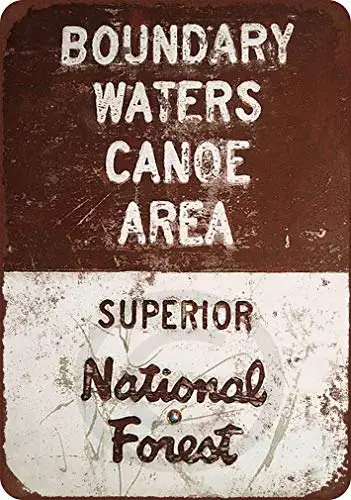 BOUNDARY
WATERS
CANOE
AREA
SUPERIOR
National
Forest